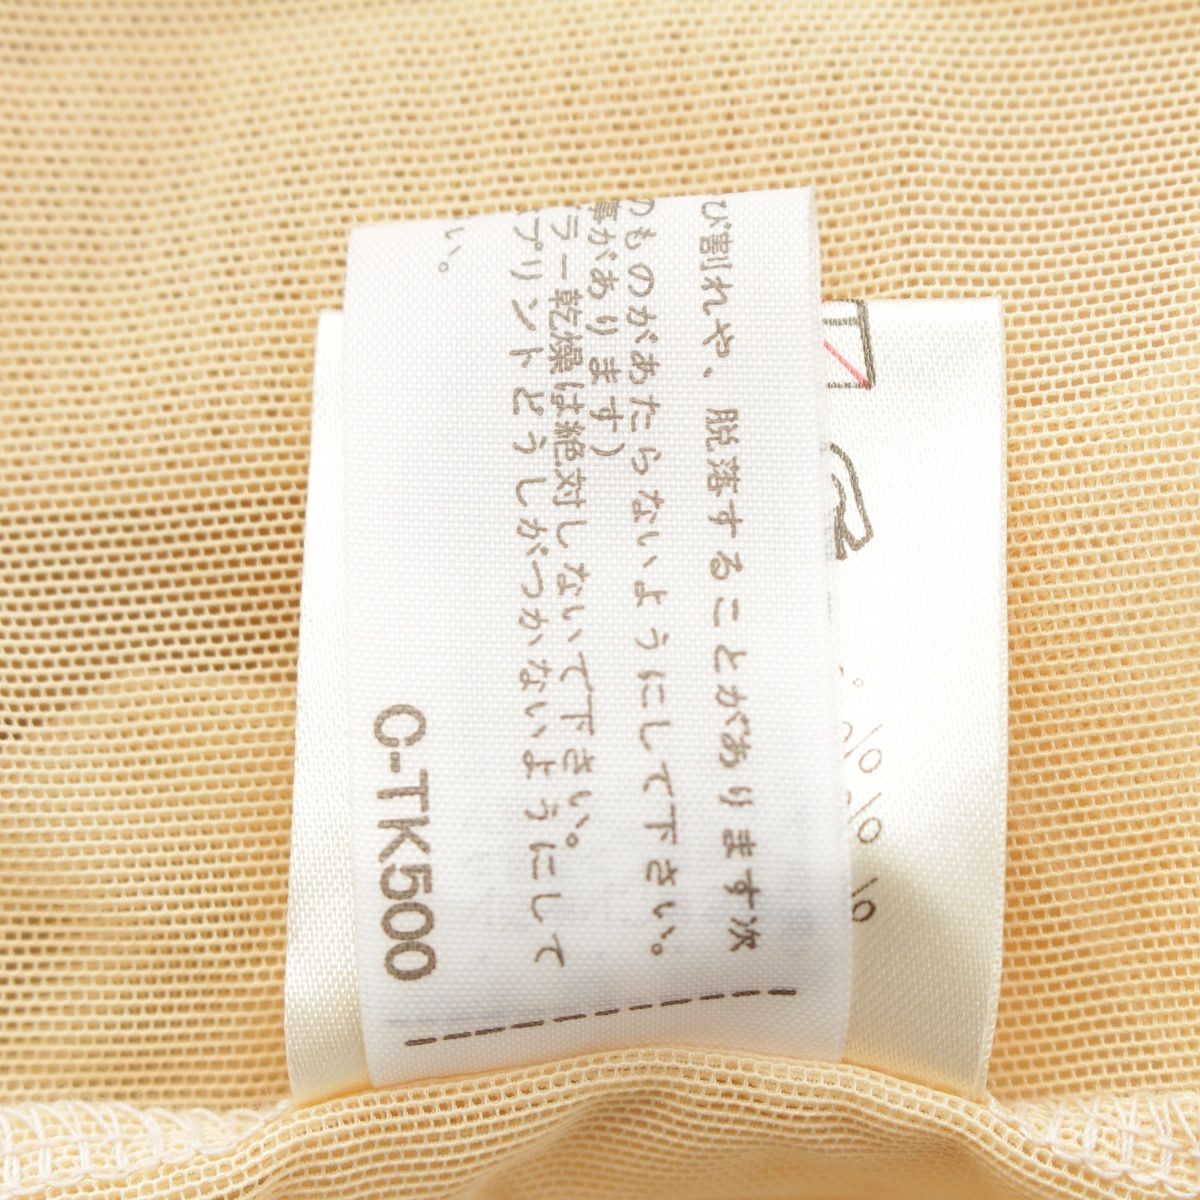 び割れや、脱落することがあります次
のものがあたらないようにして下さい。
事があります)
ブラー乾燥は絶対しないで下さい。
プリントどうしがつかないようにして
い。
C-TK500